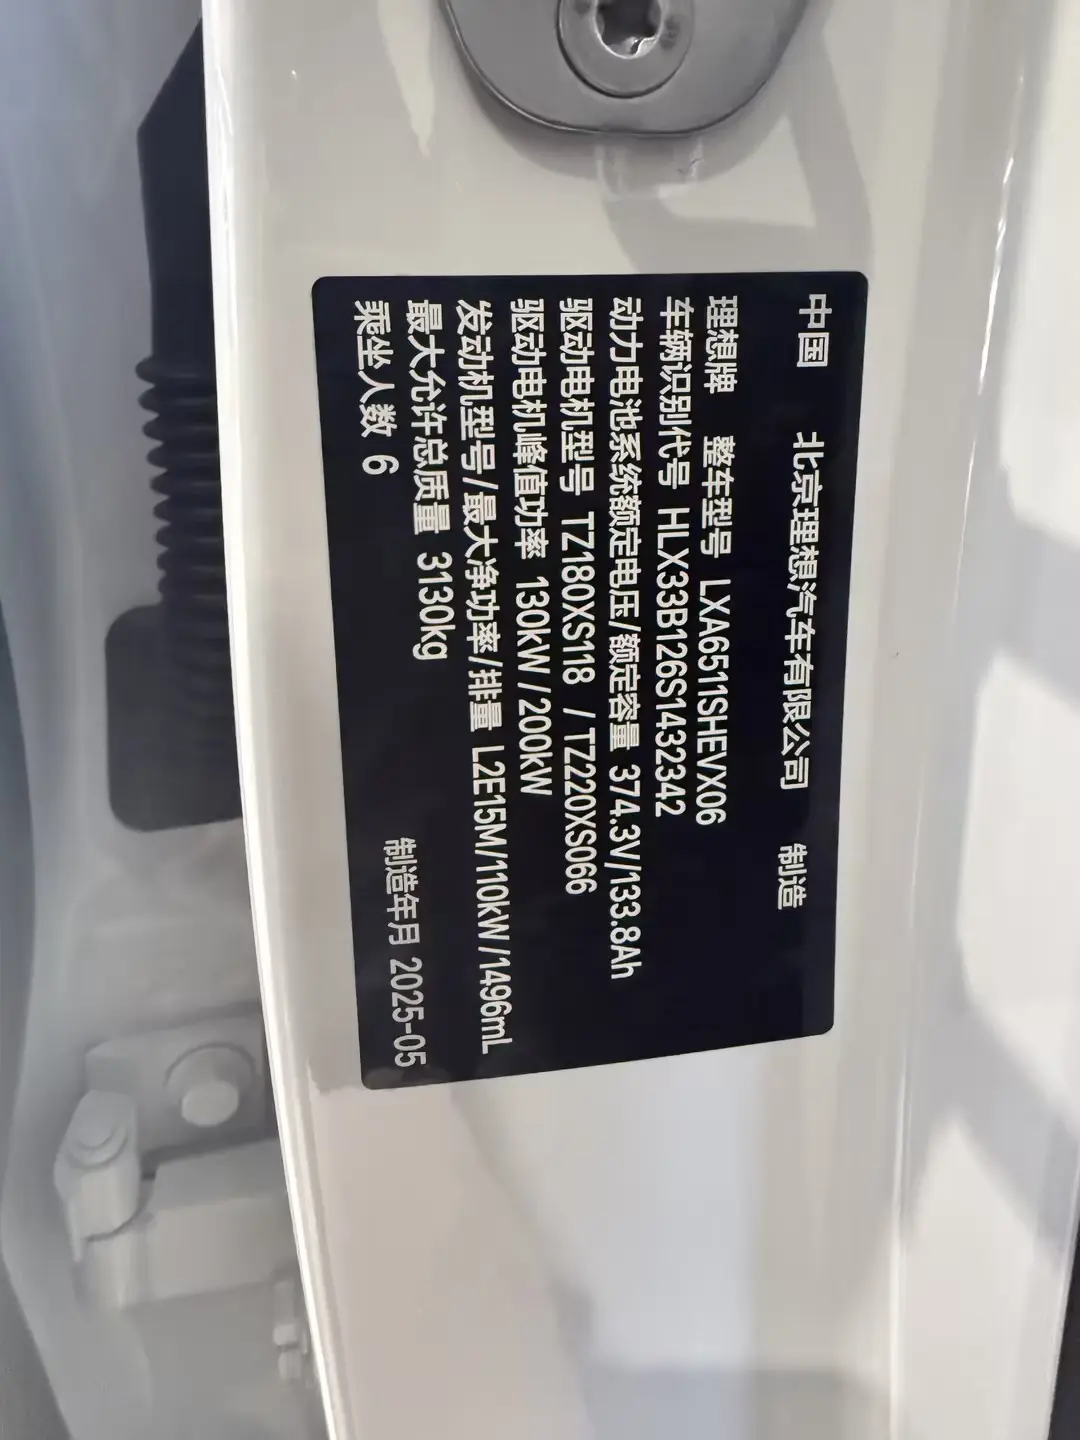 中国 北京理想汽车有限公司 制造
理想牌 整车型号 LXA6511SHEVX06
车辆识别代号 HLX33B126S1432342
动力电池系统额定电压/额定容量 374.3V/133.8Ah
驱动电机型号 TZ180XS118 /TZ220XS066
驱动电机峰值功率 130kW/200kW
发动机型号/最大净功率/排量 L2E15M/110kW/1496mL
最大允许总质量 3130kg
乘坐人数 6 制造年月 2025-05